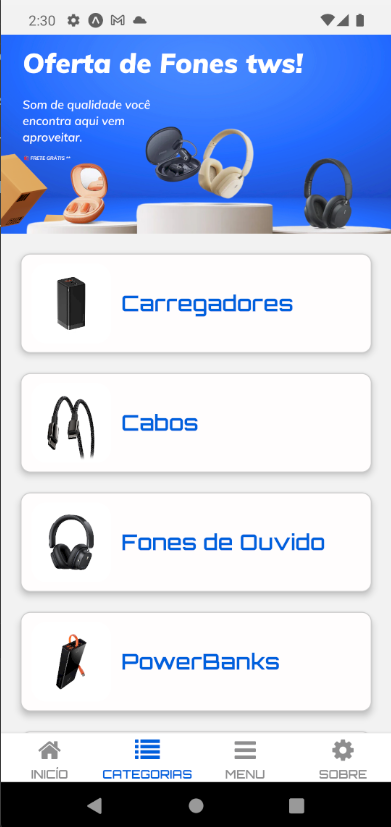 2:30
Oferta de Fones tws!
Som de qualidade você
encontra aqui vem
aproveitar.
FRETE GRÁTIS **
Carregadores
Cabos
Fones de Ouvido
PowerBanks
INICÍO
CATEGORIAS
MENU
SOBRE